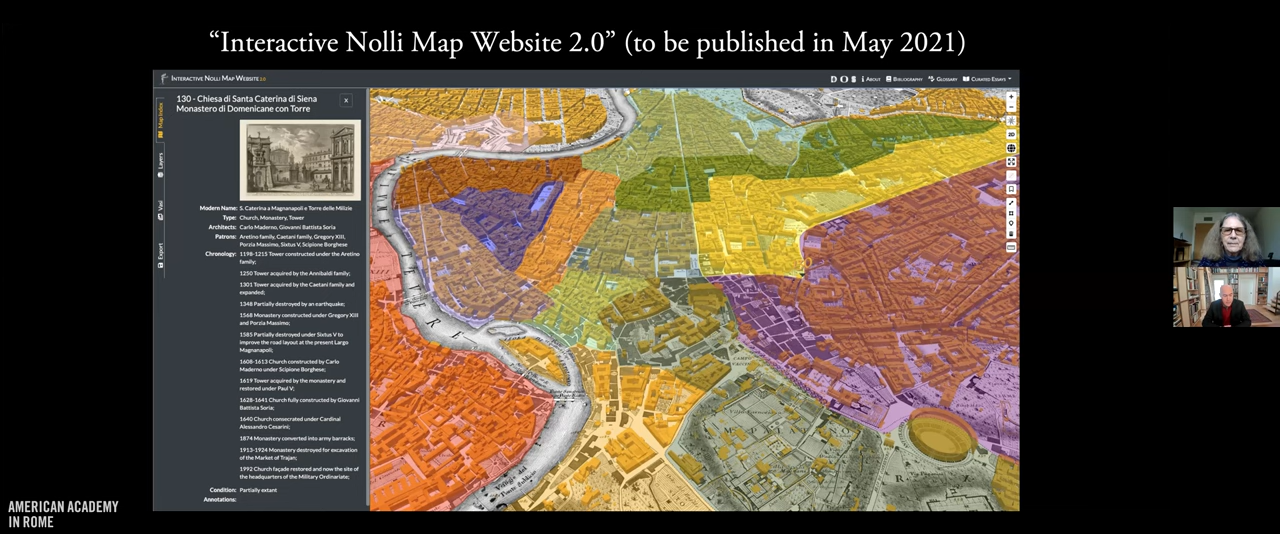 “Interactive Nolli Map Website 2.0” (to be published in May 2021)
INTERACTIVE NOLLI MAP WEBSITE 2.0
ABOUT
BIBLIOGRAPHY
GLOSSARY
CURATED ESSAYS
Map Index
Layers
Vasi
Export
130 - Chiesa di Santa Caterina di Siena
Monastero di Domenicane con Torre
X
Modern Name: S. Caterina a Magnanapoli e Torre delle Milizie
Type: Church, Monastery, Tower
Architects: Carlo Maderno, Giovanni Battista Soria
Patrons: Aretino family, Caetani family, Gregory XIII,
Porzia Massimo, Sixtus V, Scipione Borghese
Chronology: 1198-1215 Tower constructed under the Aretino
family;
1250 Tower acquired by the Annibaldi family;
1301 Tower acquired by the Caetani family and
expanded;
1348 Partially destroyed by an earthquake;
1568 Monastery constructed under Gregory XIII
and Porzia Massimo;
1585 Partially destroyed under Sixtus V to
improve the road layout at the present Largo
Magnanapoli;
1608-1613 Church constructed by Carlo
Maderno under Scipione Borghese;
1619 Tower acquired by the monastery and
restored under Paul V;
1628-1641 Church fully constructed by Giovanni
Battista Soria;
1640 Church consecrated under Cardinal
Alessandro Cesarini;
1874 Monastery converted into army barracks;
1913-1924 Monastery destroyed for excavation
of the Market of Trajan;
1992 Church façade restored and now the site of
the headquarters of the Military Ordinariate;
Condition: Partially extant
Annotations:
2D
CAMPO
AMERICAN ACADEMY
IN ROME